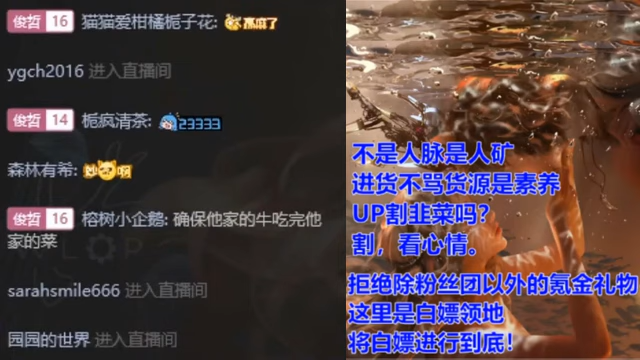 俊哲 16 猫猫爱柑橘栀子花: 麻了
ygch2016 进入直播间
俊哲 14 栀疯清茶: 23333
森林有希: 妙啊
俊哲 16 榕树小企鹅: 确保他家的牛吃完他
家的菜
sarahsmile666 进入直播间
园园的世界 进入直播间
不是人脉是人矿
进货不骂货源是素养
UP割韭菜吗?
割，看心情。
拒绝除粉丝团以外的氪金礼物
这里是白嫖领地
将白嫖进行到底!